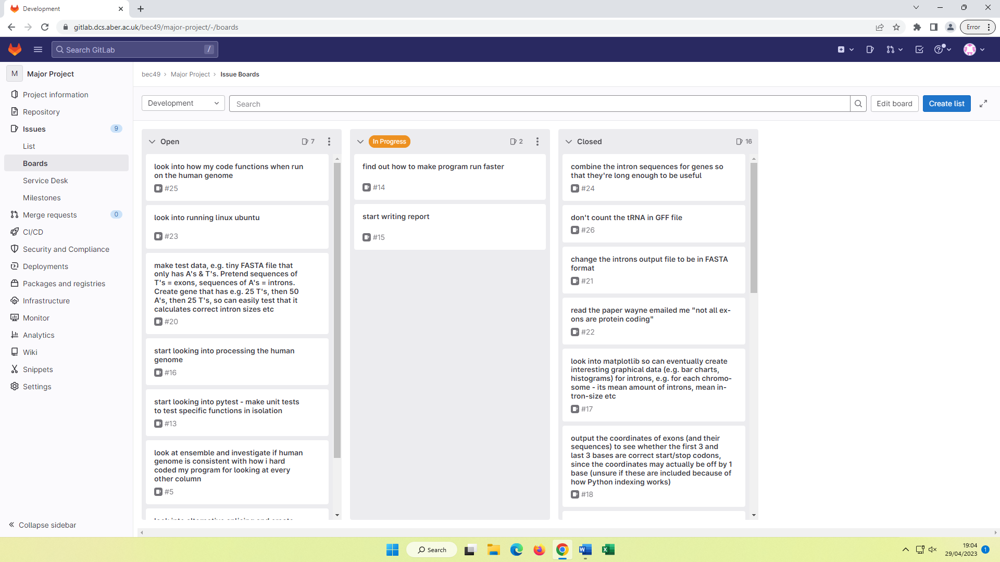 Development
gitlab.dcs.aber.ac.uk/bec49/major-project/-/boards
Error
Search GitLab
/
M
Major Project
bec49 › Major Project › Issue Boards
Project information
Repository
Issues
9
List
Boards
Service Desk
Milestones
Merge requests
0
CI/CD
Security and Compliance
Deployments
Packages and registries
Infrastructure
Monitor
Analytics
Wiki
Snippets
Settings
Collapse sidebar
Development
Search
Edit board
Create list
Open
7
look into how my code functions when run
on the human genome
#25
look into running linux ubuntu
#23
make test data, e.g. tiny FASTA file that
only has A's & T's. Pretend sequences of
T's = exons, sequences of A's = introns.
Create gene that has e.g. 25 T's, then 50
A's, then 25 T's, so can easily test that it
calculates correct intron sizes etc
#20
start looking into processing the human
genome
#16
start looking into pytest - make unit tests
to test specific functions in isolation
#13
look at ensemble and investigate if human
genome is consistent with how i hard
coded my program for looking at every
other column
#5
In Progress
2
find out how to make program run faster
#14
start writing report
#15
Closed
16
combine the intron sequences for genes so
that they're long enough to be useful
#24
don't count the tRNA in GFF file
#26
change the introns output file to be in FASTA
format
#21
read the paper wayne emailed me "not all ex-
ons are protein coding"
#22
look into matplotlib so can eventually create
interesting graphical data (e.g. bar charts,
histograms) for introns, e.g. for each chromo-
some - its mean amount of introns, mean in-
tron-size etc
#17
output the coordinates of exons (and their
sequences) to see whether the first 3 and
last 3 bases are correct start/stop codons,
since the coordinates may actually be off by 1
base (unsure if these are included because of
how Python indexing works)
#18
Search
19:04
29/04/2023
1